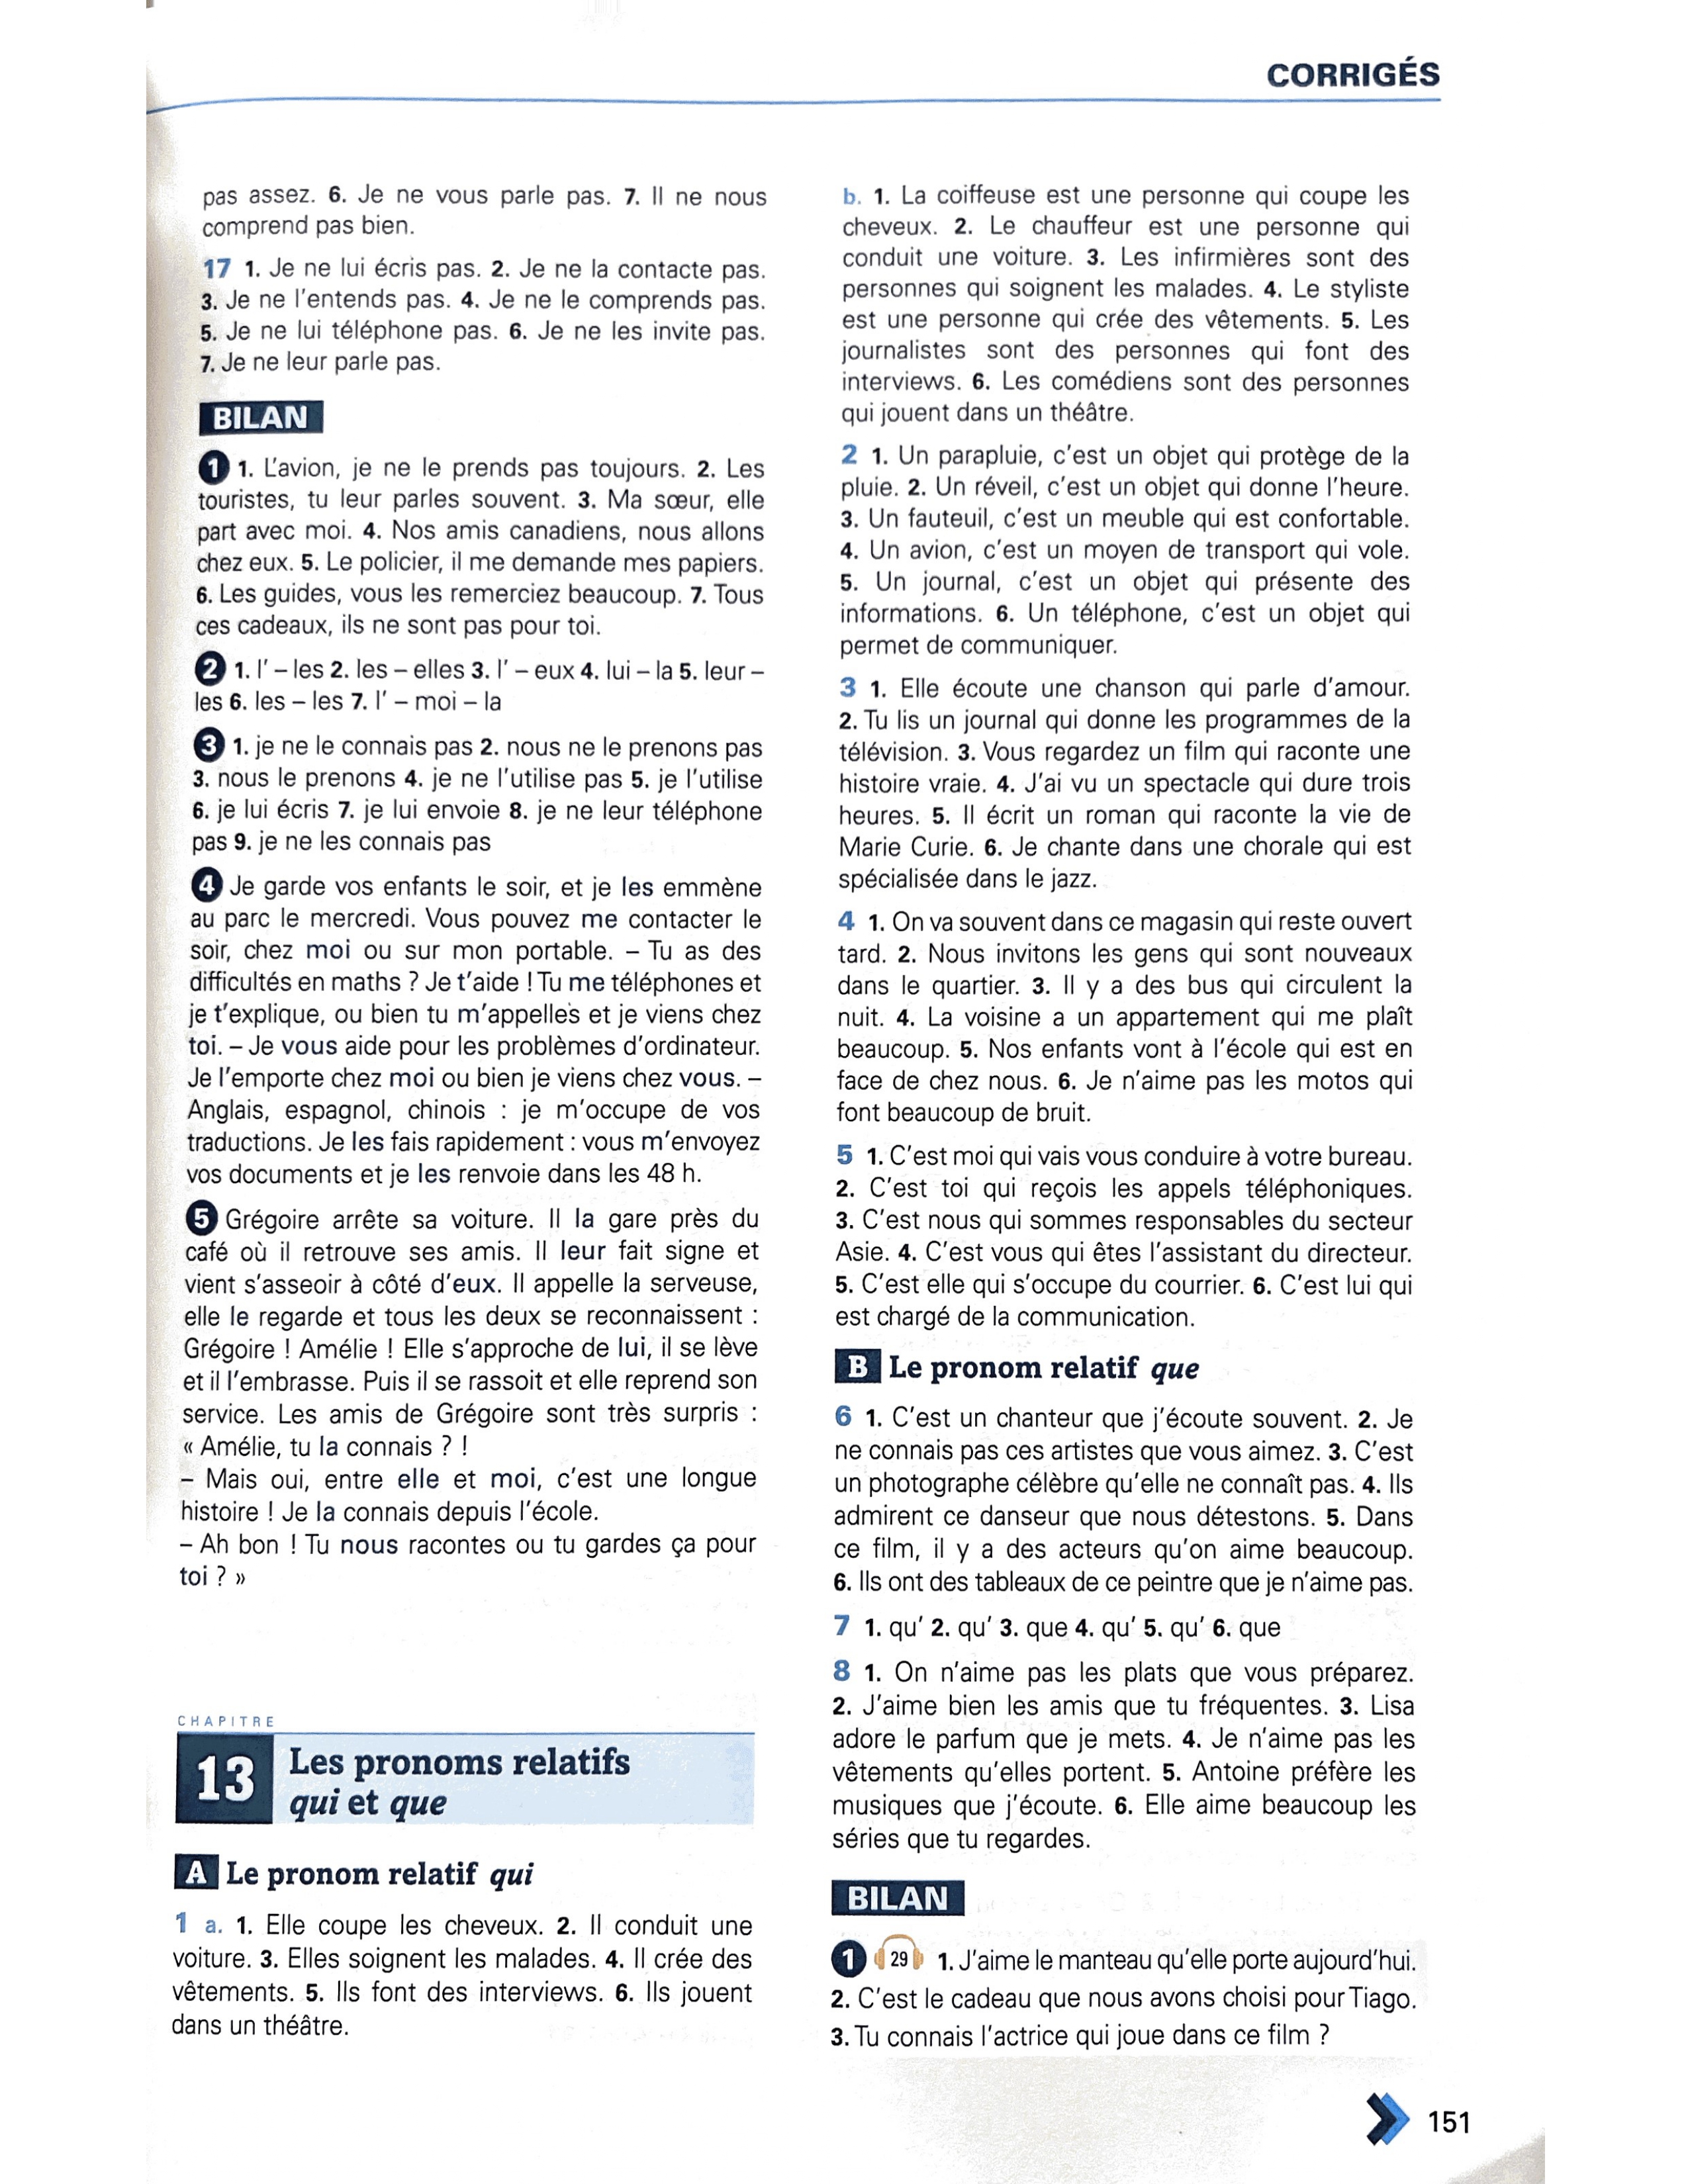 CORRIGÉS
pas assez. 6. Je ne vous parle pas. 7. Il ne nous
comprend pas bien.
17 1. Je ne lui écris pas. 2. Je ne la contacte pas.
3. Je ne l'entends pas. 4. Je ne le comprends pas.
5. Je ne lui téléphone pas. 6. Je ne les invite pas.
7. Je ne leur parle pas.
BILAN
1 1. L'avion, je ne le prends pas toujours. 2. Les
touristes, tu leur parles souvent. 3. Ma sœur, elle
part avec moi. 4. Nos amis canadiens, nous allons
chez eux. 5. Le policier, il me demande mes papiers.
6. Les guides, vous les remerciez beaucoup. 7. Tous
ces cadeaux, ils ne sont pas pour toi.
2 1. l' – les 2. les – elles 3. l' – eux 4. lui – la 5. leur –
les 6. les – les 7. l' – moi – la
3 1. je ne le connais pas 2. nous ne le prenons pas
3. nous le prenons 4. je ne l'utilise pas 5. je l'utilise
6. je lui écris 7. je lui envoie 8. je ne leur téléphone
pas 9. je ne les connais pas
4 Je garde vos enfants le soir, et je les emmène
au parc le mercredi. Vous pouvez me contacter le
soir, chez moi ou sur mon portable. – Tu as des
difficultés en maths ? Je t'aide ! Tu me téléphones et
je t'explique, ou bien tu m'appelles et je viens chez
toi. – Je vous aide pour les problèmes d'ordinateur.
Je l'emporte chez moi ou bien je viens chez vous. –
Anglais, espagnol, chinois : je m'occupe de vos
traductions. Je les fais rapidement : vous m'envoyez
vos documents et je les renvoie dans les 48 h.
5 Grégoire arrête sa voiture. Il la gare près du
café où il retrouve ses amis. Il leur fait signe et
vient s'asseoir à côté d'eux. Il appelle la serveuse,
elle le regarde et tous les deux se reconnaissent :
Grégoire ! Amélie ! Elle s'approche de lui, il se lève
et il l'embrasse. Puis il se rassoit et elle reprend son
service. Les amis de Grégoire sont très surpris :
« Amélie, tu la connais ? !
– Mais oui, entre elle et moi, c'est une longue
histoire ! Je la connais depuis l'école.
– Ah bon ! Tu nous racontes ou tu gardes ça pour
toi ? »
CHAPITRE
13 Les pronoms relatifs
qui et que
A Le pronom relatif qui
1 a. 1. Elle coupe les cheveux. 2. Il conduit une
voiture. 3. Elles soignent les malades. 4. Il crée des
vêtements. 5. Ils font des interviews. 6. Ils jouent
dans un théâtre.
b. 1. La coiffeuse est une personne qui coupe les
cheveux. 2. Le chauffeur est une personne qui
conduit une voiture. 3. Les infirmières sont des
personnes qui soignent les malades. 4. Le styliste
est une personne qui crée des vêtements. 5. Les
journalistes sont des personnes qui font des
interviews. 6. Les comédiens sont des personnes
qui jouent dans un théâtre.
2 1. Un parapluie, c'est un objet qui protège de la
pluie. 2. Un réveil, c'est un objet qui donne l'heure.
3. Un fauteuil, c'est un meuble qui est confortable.
4. Un avion, c'est un moyen de transport qui vole.
5. Un journal, c'est un objet qui présente des
informations. 6. Un téléphone, c'est un objet qui
permet de communiquer.
3 1. Elle écoute une chanson qui parle d'amour.
2. Tu lis un journal qui donne les programmes de la
télévision. 3. Vous regardez un film qui raconte une
histoire vraie. 4. J'ai vu un spectacle qui dure trois
heures. 5. Il écrit un roman qui raconte la vie de
Marie Curie. 6. Je chante dans une chorale qui est
spécialisée dans le jazz.
4 1. On va souvent dans ce magasin qui reste ouvert
tard. 2. Nous invitons les gens qui sont nouveaux
dans le quartier. 3. Il y a des bus qui circulent la
nuit. 4. La voisine a un appartement qui me plaît
beaucoup. 5. Nos enfants vont à l'école qui est en
face de chez nous. 6. Je n'aime pas les motos qui
font beaucoup de bruit.
5 1. C'est moi qui vais vous conduire à votre bureau.
2. C'est toi qui reçois les appels téléphoniques.
3. C'est nous qui sommes responsables du secteur
Asie. 4. C'est vous qui êtes l'assistant du directeur.
5. C'est elle qui s'occupe du courrier. 6. C'est lui qui
est chargé de la communication.
B Le pronom relatif que
6 1. C'est un chanteur que j'écoute souvent. 2. Je
ne connais pas ces artistes que vous aimez. 3. C'est
un photographe célèbre qu'elle ne connaît pas. 4. Ils
admirent ce danseur que nous détestons. 5. Dans
ce film, il y a des acteurs qu'on aime beaucoup.
6. Ils ont des tableaux de ce peintre que je n'aime pas.
7 1. qu' 2. qu' 3. que 4. qu' 5. qu' 6. que
8 1. On n'aime pas les plats que vous préparez.
2. J'aime bien les amis que tu fréquentes. 3. Lisa
adore le parfum que je mets. 4. Je n'aime pas les
vêtements qu'elles portent. 5. Antoine préfère les
musiques que j'écoute. 6. Elle aime beaucoup les
séries que tu regardes.
BILAN
1 29 1. J'aime le manteau qu'elle porte aujourd'hui.
2. C'est le cadeau que nous avons choisi pour Tiago.
3. Tu connais l'actrice qui joue dans ce film ?
151